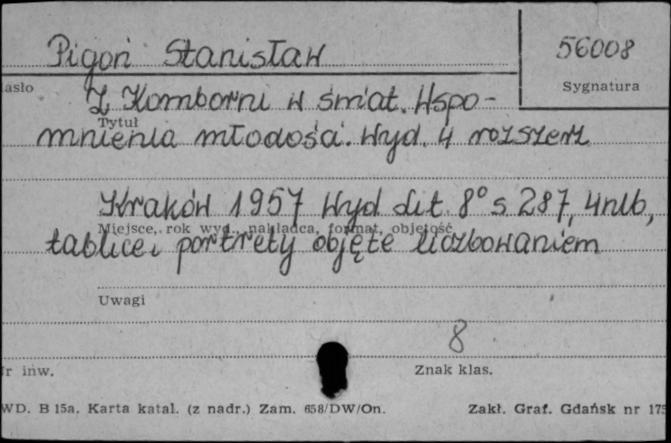 Pigoń Stanisław 56008
asło Sygnatura
Z Komborni w świat. Wspo-
Tytuł
mnienia młodości. Wyd. 4 rozszerz
Kraków 1957 Wyd Lit. 8° s 287, 4nlb,
Miejsce, rok wyd., nakładca, format, objętość
tablice i portrety objęte liczbowaniem
Uwagi
8
r inw. Znak klas.
WD. B 15a. Karta katal. (z nadr.) Zam. 658/DW/On. Zakł. Graf. Gdańsk nr 175